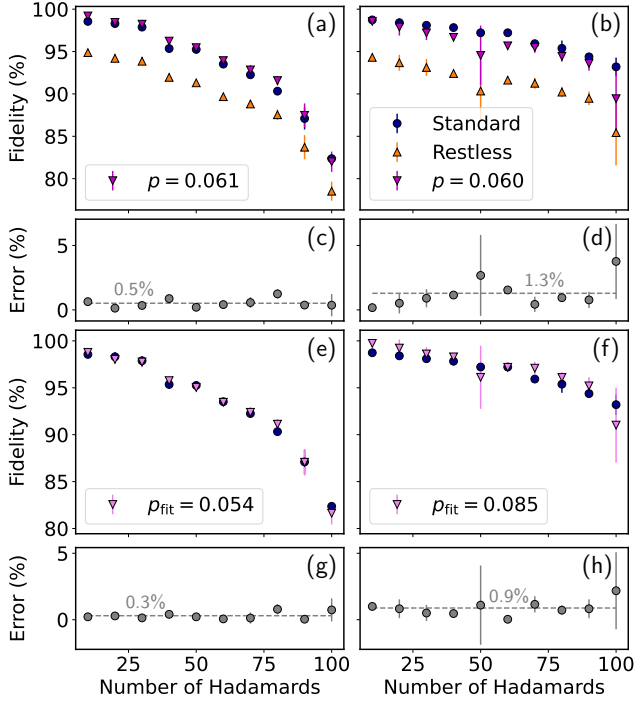 100
95
90
85
80
Fidelity (%)
(a)
p = 0.061
(b)
Standard
Restless
p = 0.060
5
0
Error (%)
(c)
0.5%
(d)
1.3%
100
95
90
85
80
Fidelity (%)
(e)
p_fit = 0.054
(f)
p_fit = 0.085
5
0
Error (%)
(g)
0.3%
(h)
0.9%
25 50 75 100
25 50 75 100
Number of Hadamards
Number of Hadamards